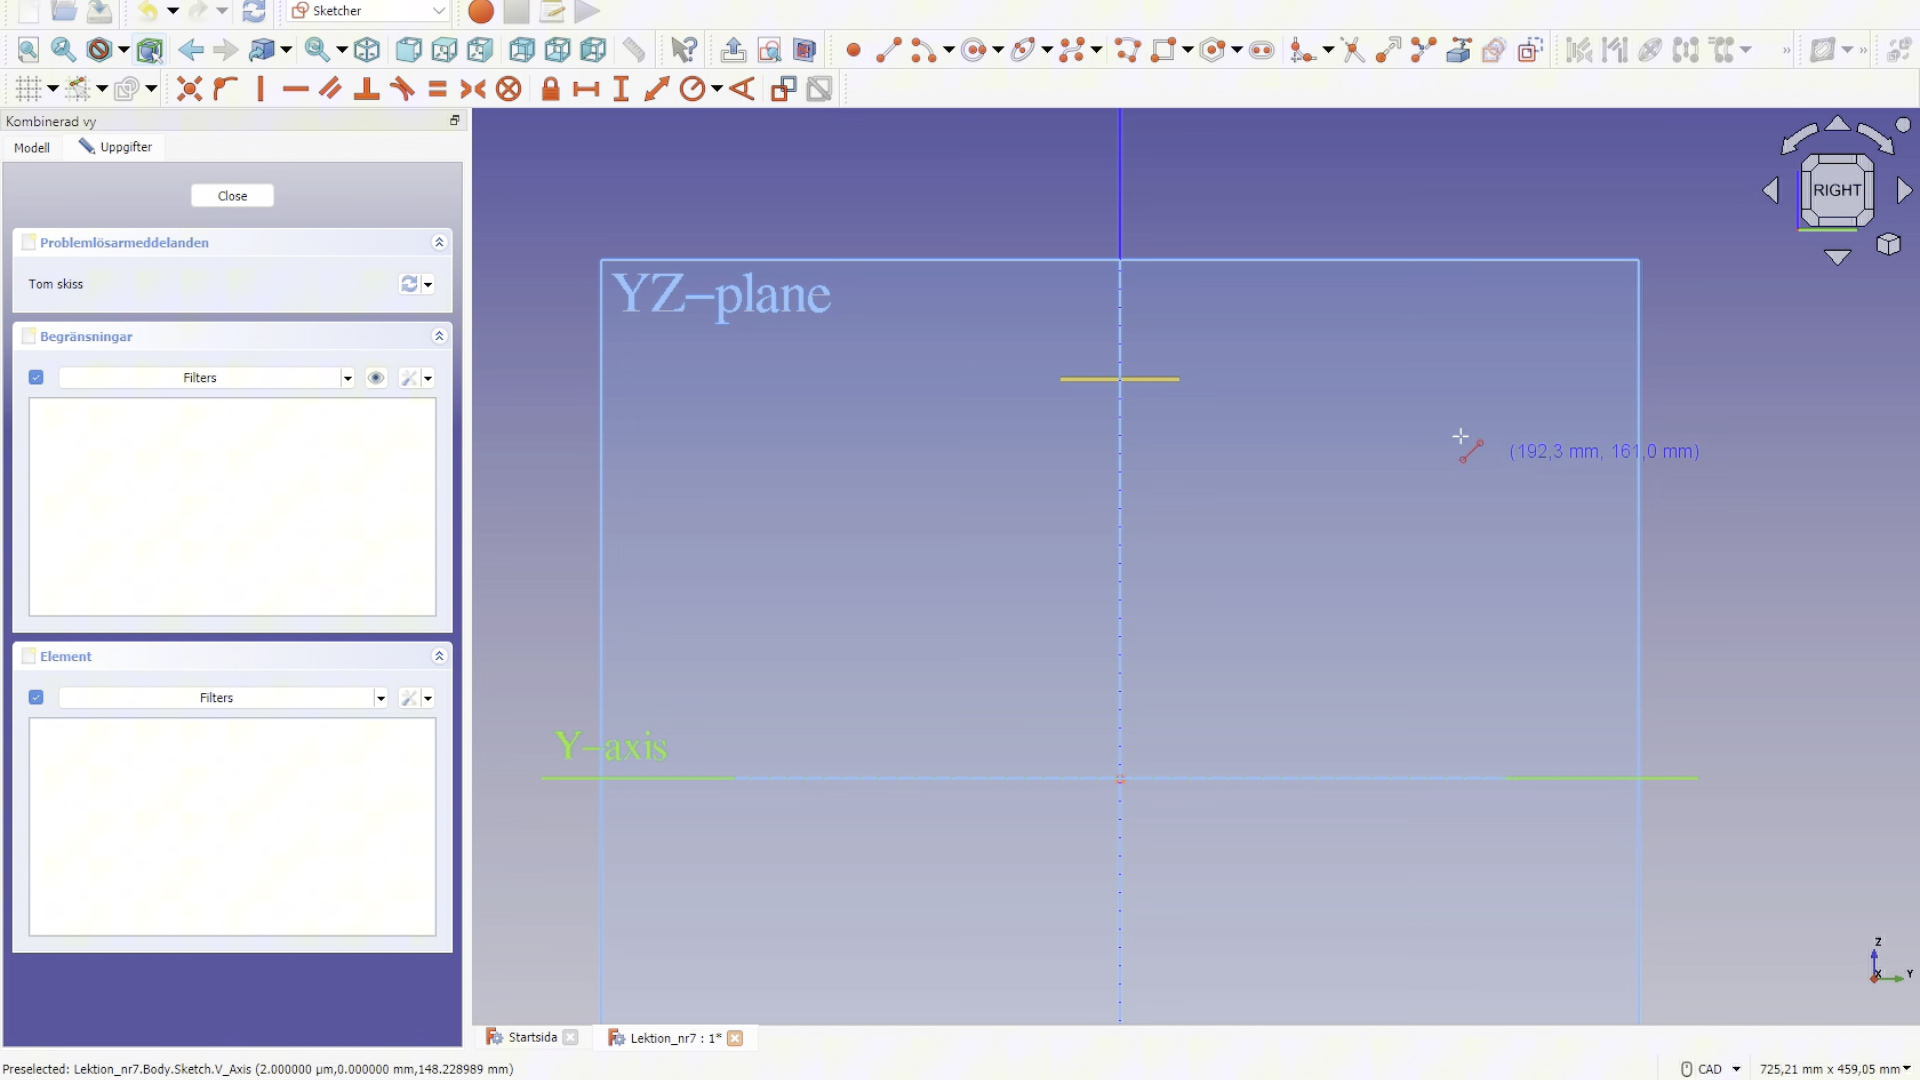 Sketcher
Kombinerad vy
Modell
Uppgifter
Close
Problemlösarmeddelanden
Tom skiss
Begränsningar
Filters
Element
Filters
YZ-plane
(192,3 mm, 161,0 mm)
Y-axis
RIGHT
Z
X
Y
Startsida
Lektion_nr7 : 1*
Preselected: Lektion_nr7.Body.Sketch.V_Axis (2.000000 µm,0.000000 mm,148.228989 mm)
CAD
725,21 mm x 459,05 mm